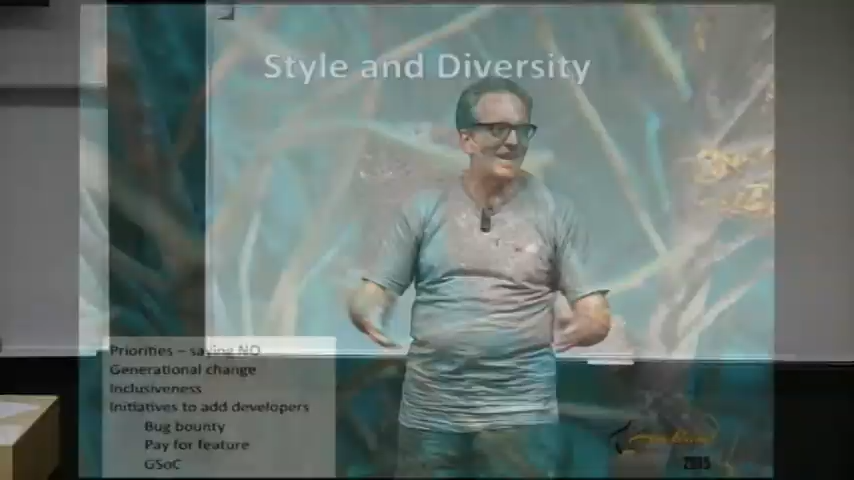 Style and Diversity
Priorities – saying NO
Generational change
Inclusiveness
Initiatives to add developers
Bug bounty
Pay for feature
GSoC
2015